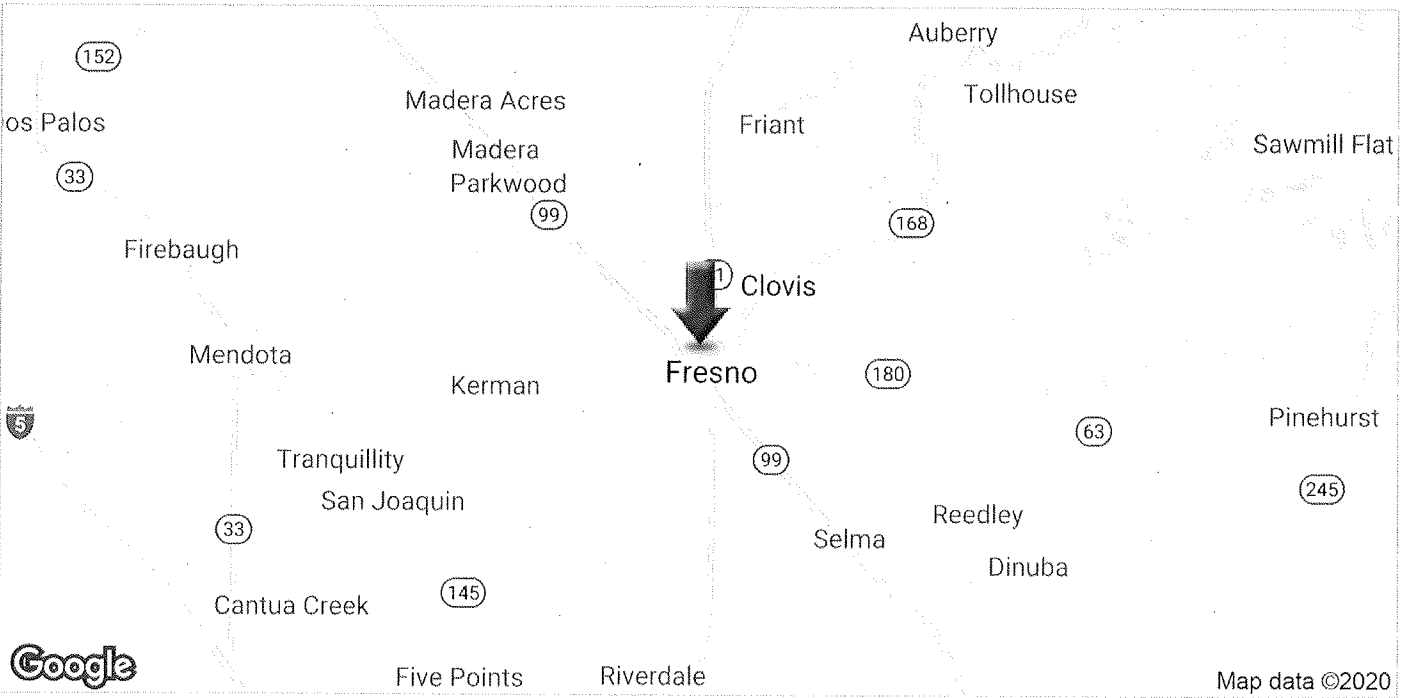 Auberry
152
Tollhouse
Madera Acres
os Palos
Friant
Sawmill Flat
Madera
33
Parkwood
99
168
Firebaugh
1
Clovis
Mendota
Fresno
180
Kerman
5
Pinehurst
63
Tranquillity
99
245
San Joaquin
Reedley
33
Selma
Dinuba
145
Cantua Creek
Google
Five Points
Riverdale
Map data ©2020